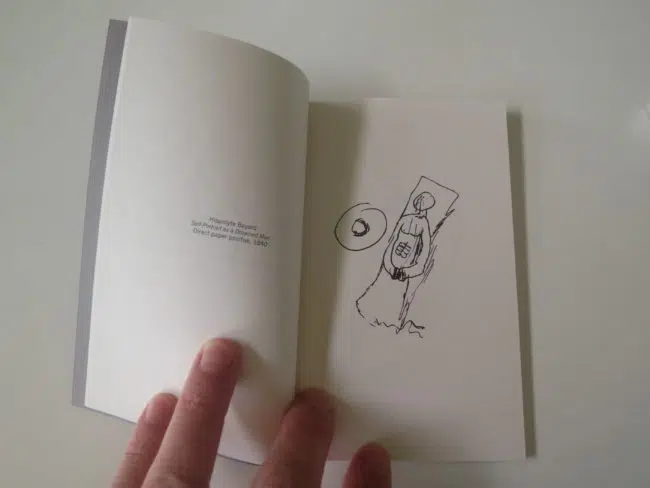 Hippolyte Bayard
Self-Portrait as a Drowned Man
Direct paper positive, 1840